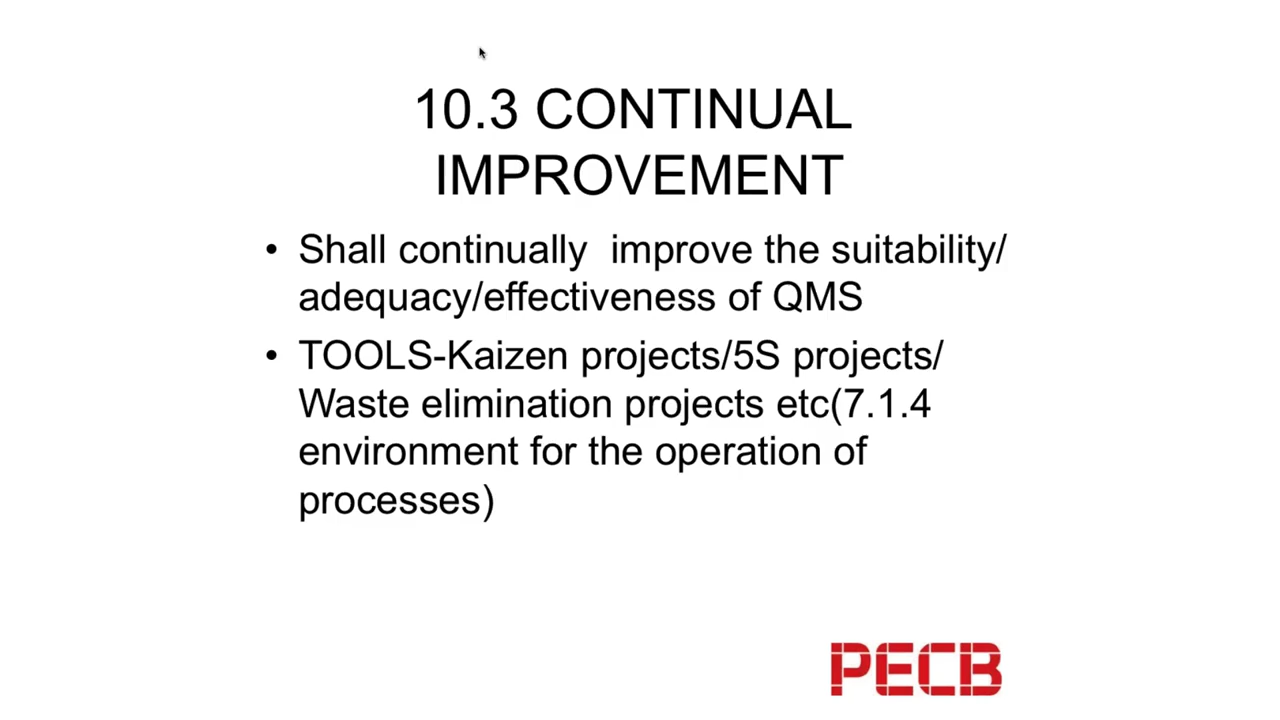 10.3 CONTINUAL
IMPROVEMENT
• Shall continually  improve the suitability/
adequacy/effectiveness of QMS
• TOOLS-Kaizen projects/5S projects/
Waste elimination projects etc(7.1.4
environment for the operation of
processes)
PECB